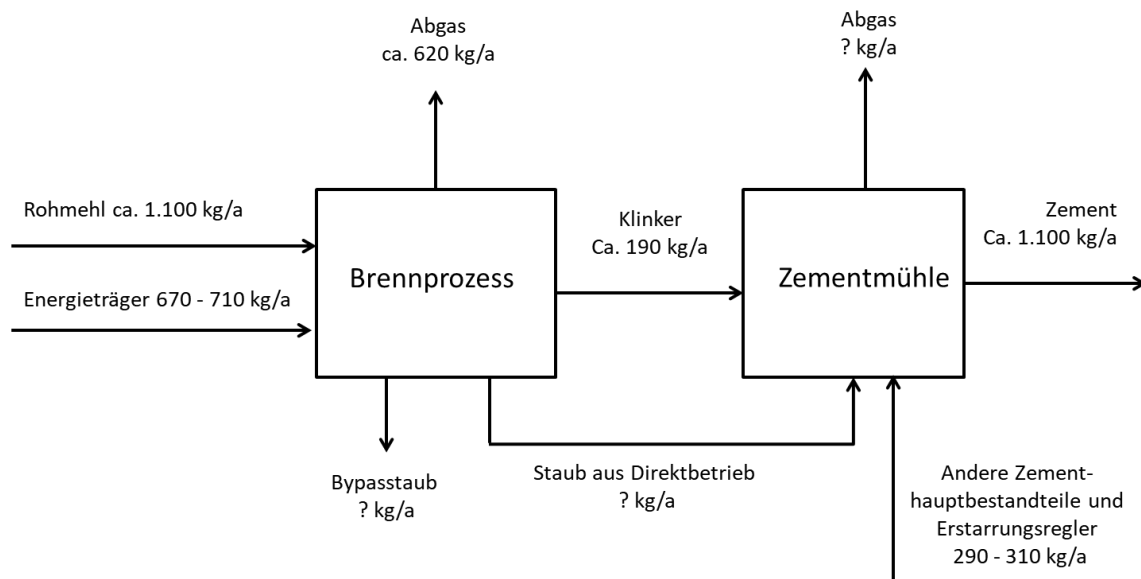 Abgas
ca. 620 kg/a
Abgas
? kg/a
Rohmehl ca. 1.100 kg/a
Klinker
Ca. 190 kg/a
Zement
Ca. 1.100 kg/a
Brennprozess
Zementmühle
Energieträger 670 - 710 kg/a
Bypasstaub
? kg/a
Staub aus Direktbetrieb
? kg/a
Andere Zement-
hauptbestandteile und
Erstarrungsregler
290 - 310 kg/a